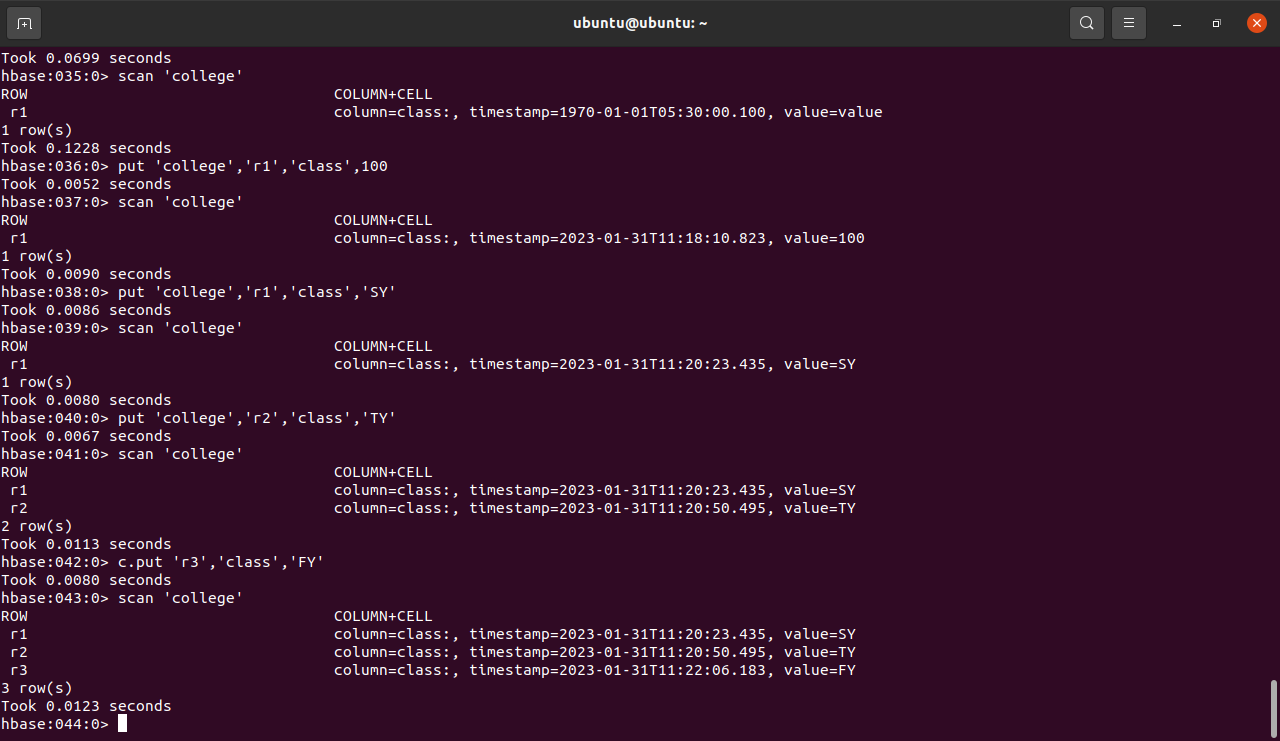 ubuntu@ubuntu: ~
Took 0.0699 seconds
hbase:035:0> scan 'college'
ROW                                  COLUMN+CELL
 r1                                  column=class:, timestamp=1970-01-01T05:30:00.100, value=value
1 row(s)
Took 0.1228 seconds
hbase:036:0> put 'college','r1','class',100
Took 0.0052 seconds
hbase:037:0> scan 'college'
ROW                                  COLUMN+CELL
 r1                                  column=class:, timestamp=2023-01-31T11:18:10.823, value=100
1 row(s)
Took 0.0090 seconds
hbase:038:0> put 'college','r1','class','SY'
Took 0.0086 seconds
hbase:039:0> scan 'college'
ROW                                  COLUMN+CELL
 r1                                  column=class:, timestamp=2023-01-31T11:20:23.435, value=SY
1 row(s)
Took 0.0080 seconds
hbase:040:0> put 'college','r2','class','TY'
Took 0.0067 seconds
hbase:041:0> scan 'college'
ROW                                  COLUMN+CELL
 r1                                  column=class:, timestamp=2023-01-31T11:20:23.435, value=SY
 r2                                  column=class:, timestamp=2023-01-31T11:20:50.495, value=TY
2 row(s)
Took 0.0113 seconds
hbase:042:0> c.put 'r3','class','FY'
Took 0.0080 seconds
hbase:043:0> scan 'college'
ROW                                  COLUMN+CELL
 r1                                  column=class:, timestamp=2023-01-31T11:20:23.435, value=SY
 r2                                  column=class:, timestamp=2023-01-31T11:20:50.495, value=TY
 r3                                  column=class:, timestamp=2023-01-31T11:22:06.183, value=FY
3 row(s)
Took 0.0123 seconds
hbase:044:0>